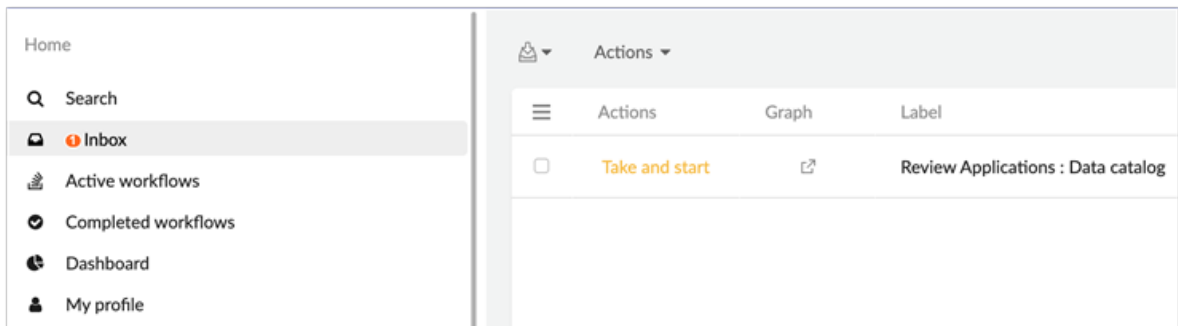 Home
Search
1 Inbox
Active workflows
Completed workflows
Dashboard
My profile
Actions
Actions Graph Label
Take and start Review Applications : Data catalog